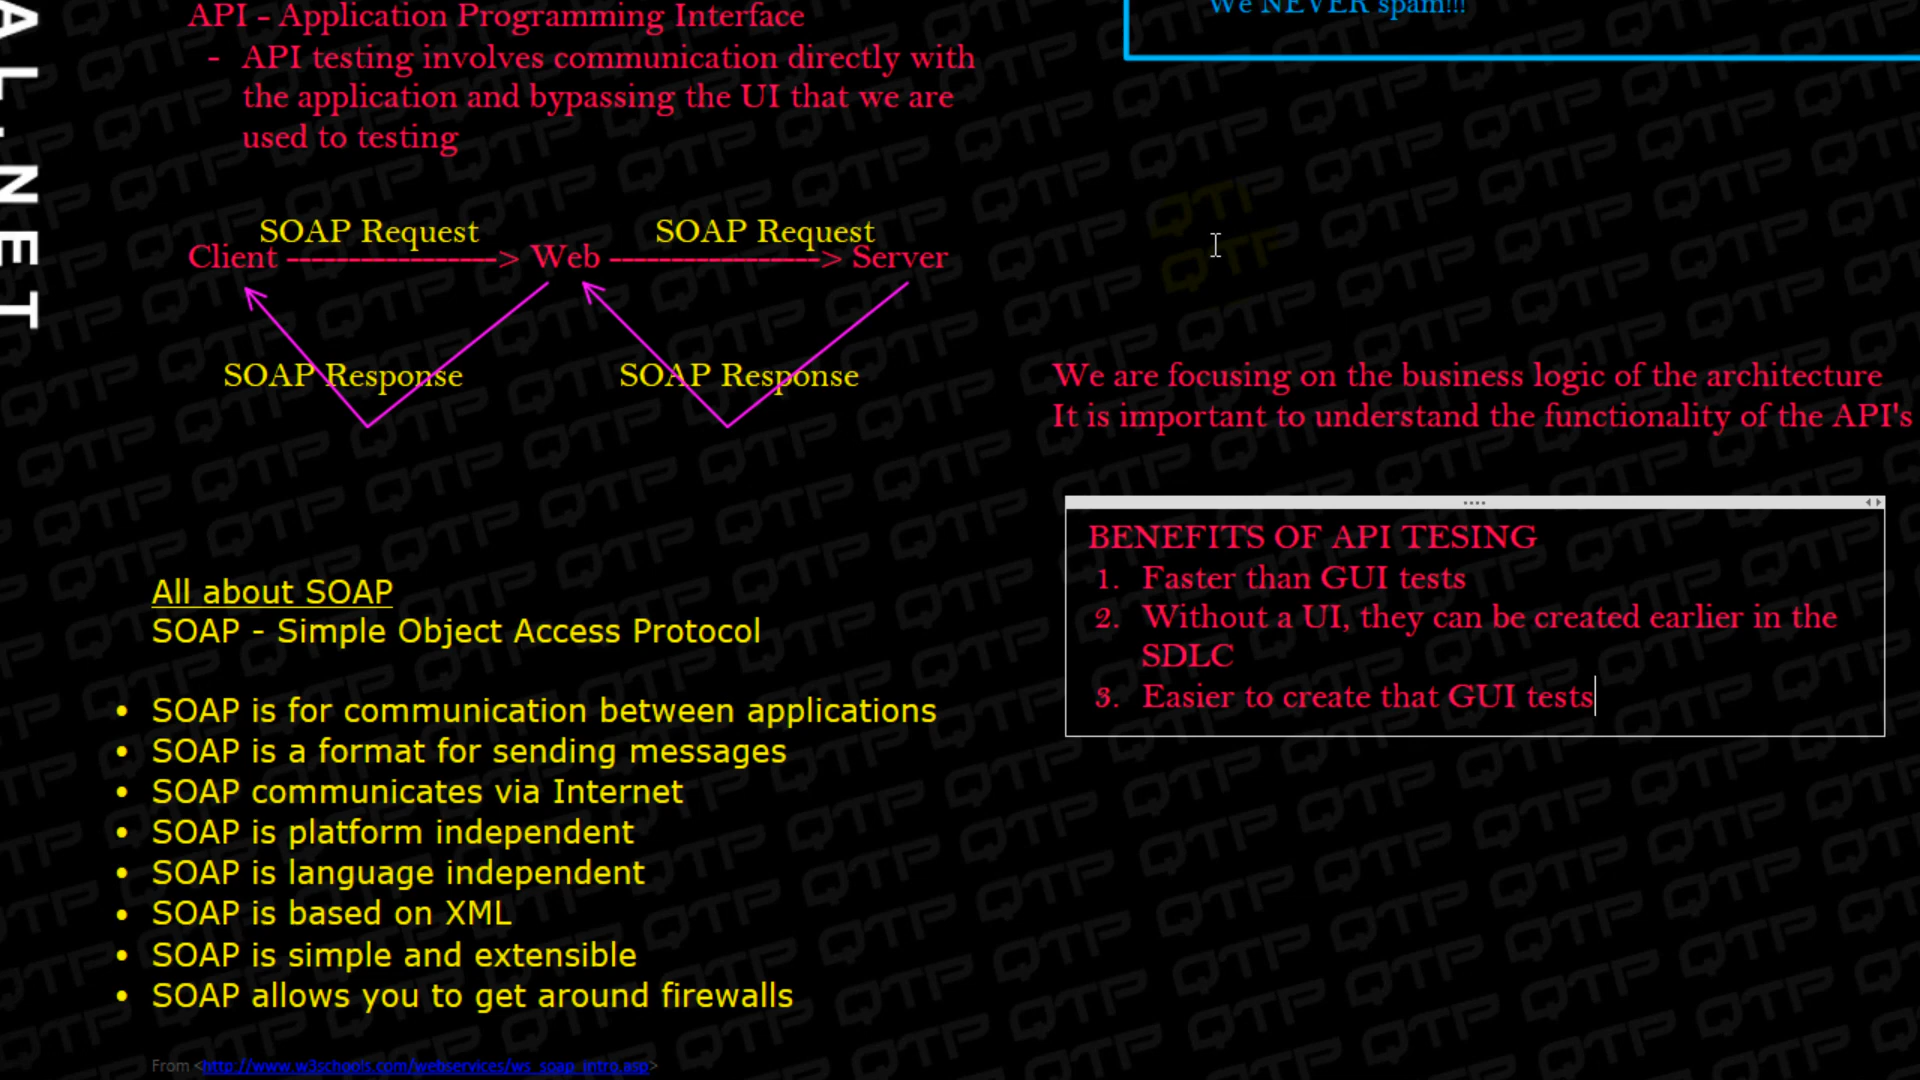 AL.NET
API - Application Programming Interface
- API testing involves communication directly with
the application and bypassing the UI that we are
used to testing
We NEVER spam!!!
SOAP Request SOAP Request
Client -----------------> Web -----------------> Server
SOAP Response SOAP Response
We are focusing on the business logic of the architecture
It is important to understand the functionality of the API's
BENEFITS OF API TESING
1. Faster than GUI tests
2. Without a UI, they can be created earlier in the
SDLC
3. Easier to create that GUI tests
All about SOAP
SOAP - Simple Object Access Protocol
• SOAP is for communication between applications
• SOAP is a format for sending messages
• SOAP communicates via Internet
• SOAP is platform independent
• SOAP is language independent
• SOAP is based on XML
• SOAP is simple and extensible
• SOAP allows you to get around firewalls
From <http://www.w3schools.com/webservices/ws_soap_intro.asp>